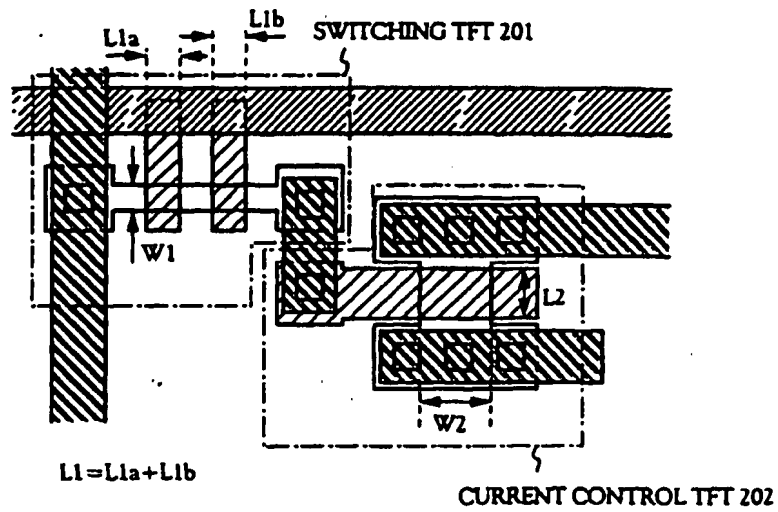 L1b
SWITCHING TFT 201
L1a
W1
L2
W2
L1=L1a+L1b
CURRENT CONTROL TFT 202